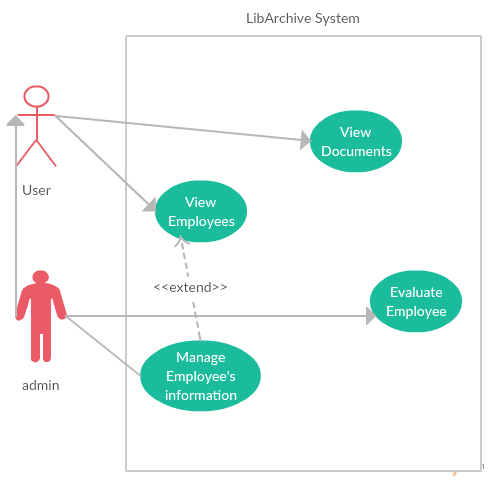 LibArchive System
View
Documents
User
View
Employees
<<extend>>
Evaluate
Employee
Manage
Employee's
information
admin